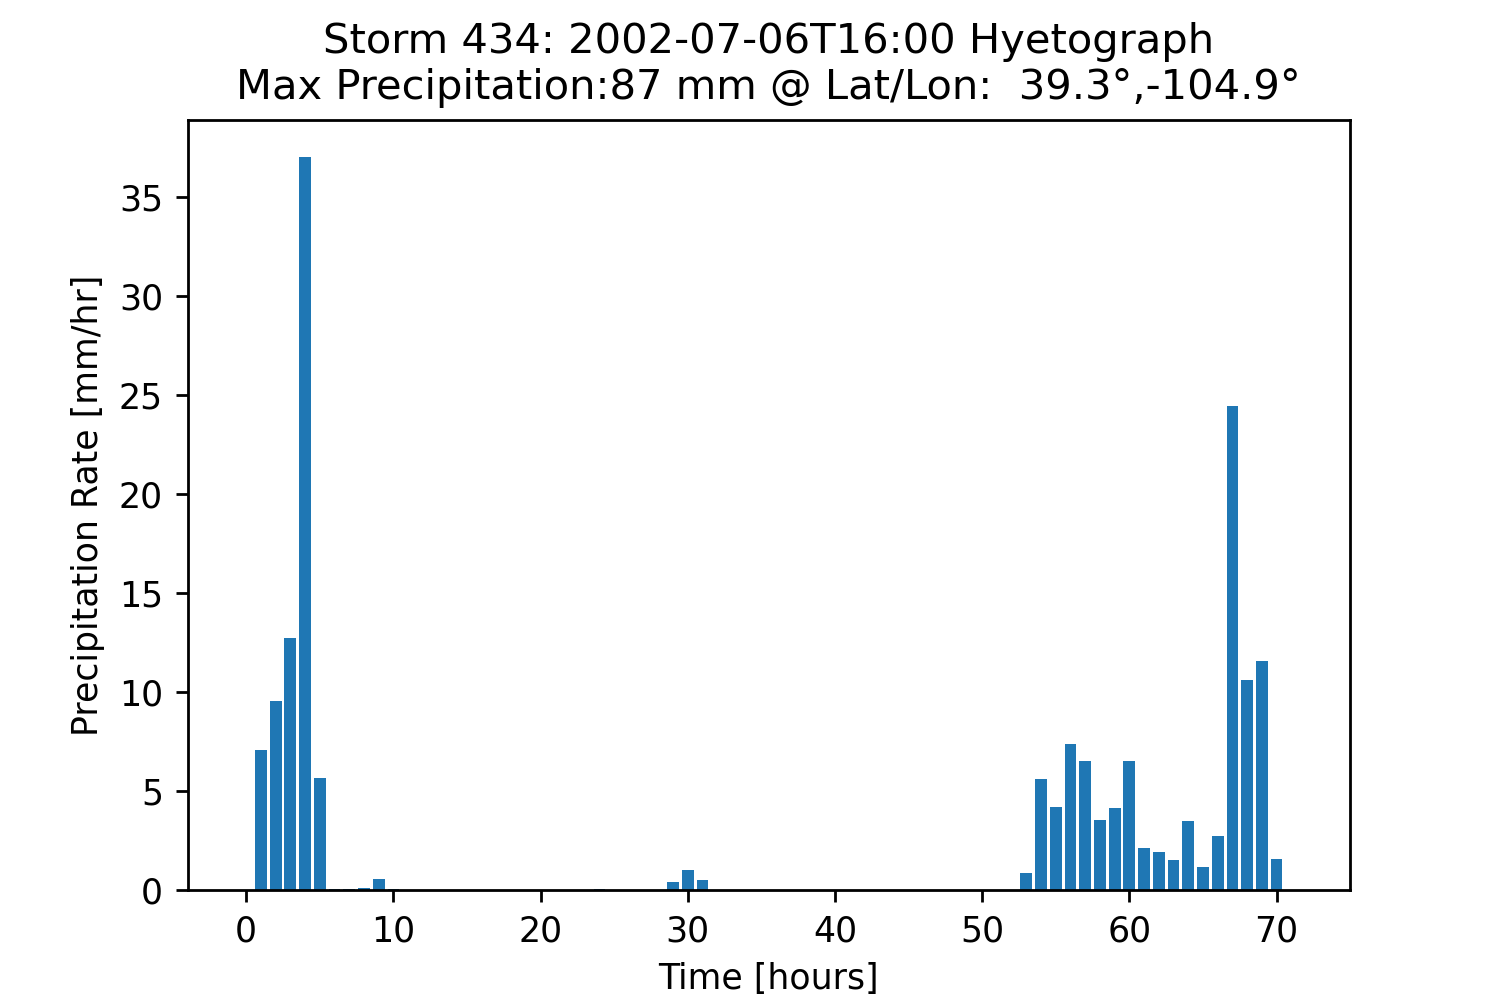 Storm 434: 2002-07-06T16:00 Hyetograph
Max Precipitation:87 mm @ Lat/Lon:  39.3°,-104.9°
Precipitation Rate [mm/hr]
35
30
25
20
15
10
5
0
0 10 20 30 40 50 60 70
Time [hours]